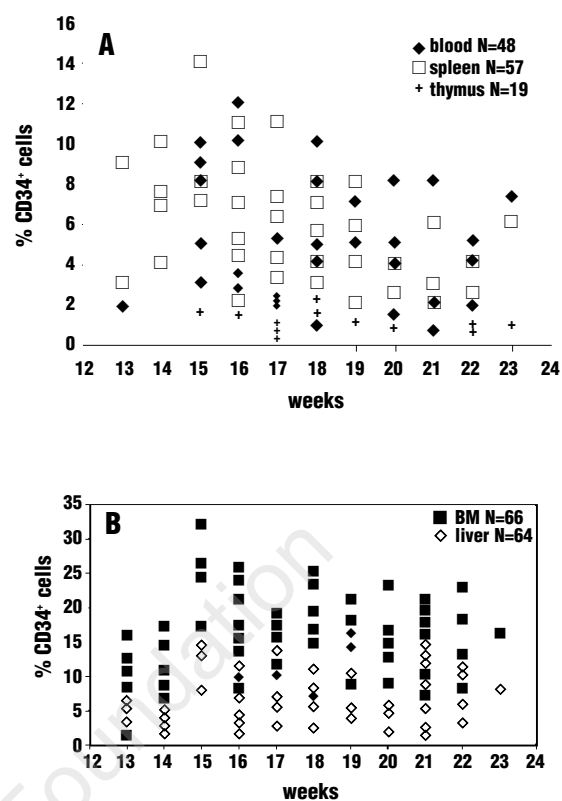 A
blood N=48
spleen N=57
thymus N=19
% CD34+ cells
16
14
12
10
8
6
4
2
0
12 13 14 15 16 17 18 19 20 21 22 23 24
weeks
B
BM N=66
liver N=64
% CD34+ cells
35
30
25
20
15
10
5
0
12 13 14 15 16 17 18 19 20 21 22 23 24
weeks
Foundation